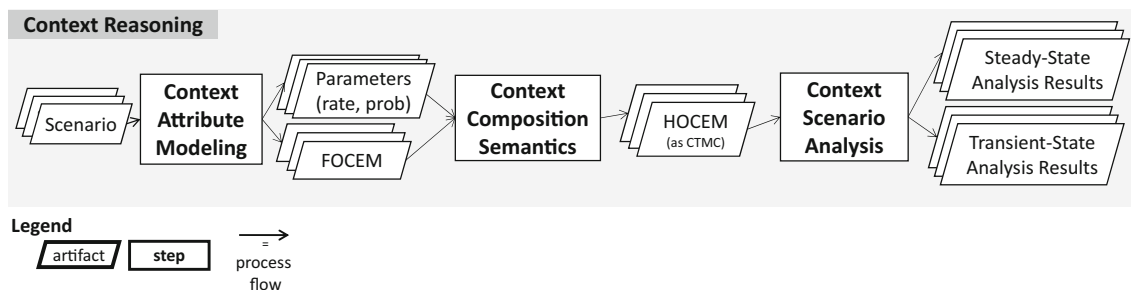 Context Reasoning
Scenario
Context
Attribute
Modeling
Parameters
(rate, prob)
FOCEM
Context
Composition
Semantics
HOCEM
(as CTMC)
Context
Scenario
Analysis
Steady-State
Analysis Results
Transient-State
Analysis Results
Legend
artifact
step
=
process
flow